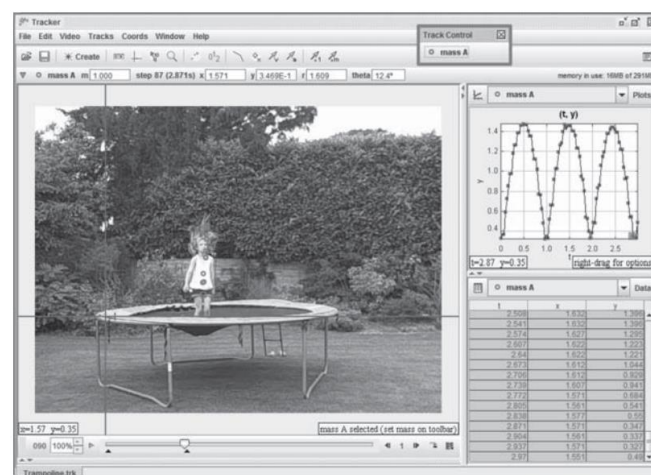 Tracker
File Edit Video Tracks Coords Window Help
Track Control
mass A
Create
mass A m 1.000 step 87 (2.871s) x 1.571 y 3.469E-1 r 1.609 theta 12.4°
memory in use: 16MB of 291MB
mass A Plots
(t, y)
1.4
1.2
1.0
0.8
0.6
0.4
y
0 0.5 1.0 1.5 2.0 2.5
t
t=2.87 y=0.35 right-drag for options
mass A Data
t x y
2.508 1.632 1.396
2.541 1.632 1.396
2.574 1.627 1.295
2.607 1.622 1.223
2.64 1.622 1.221
2.673 1.612 1.044
2.706 1.612 0.929
2.739 1.607 0.941
2.772 1.571 0.684
2.805 1.561 0.541
2.838 1.577 0.55
2.871 1.571 0.347
2.904 1.561 0.337
2.937 1.571 0.327
2.97 1.551 0.49
x=1.57 y=0.35 mass A selected (set mass on toolbar)
090 100% 1
Trampoline.trk